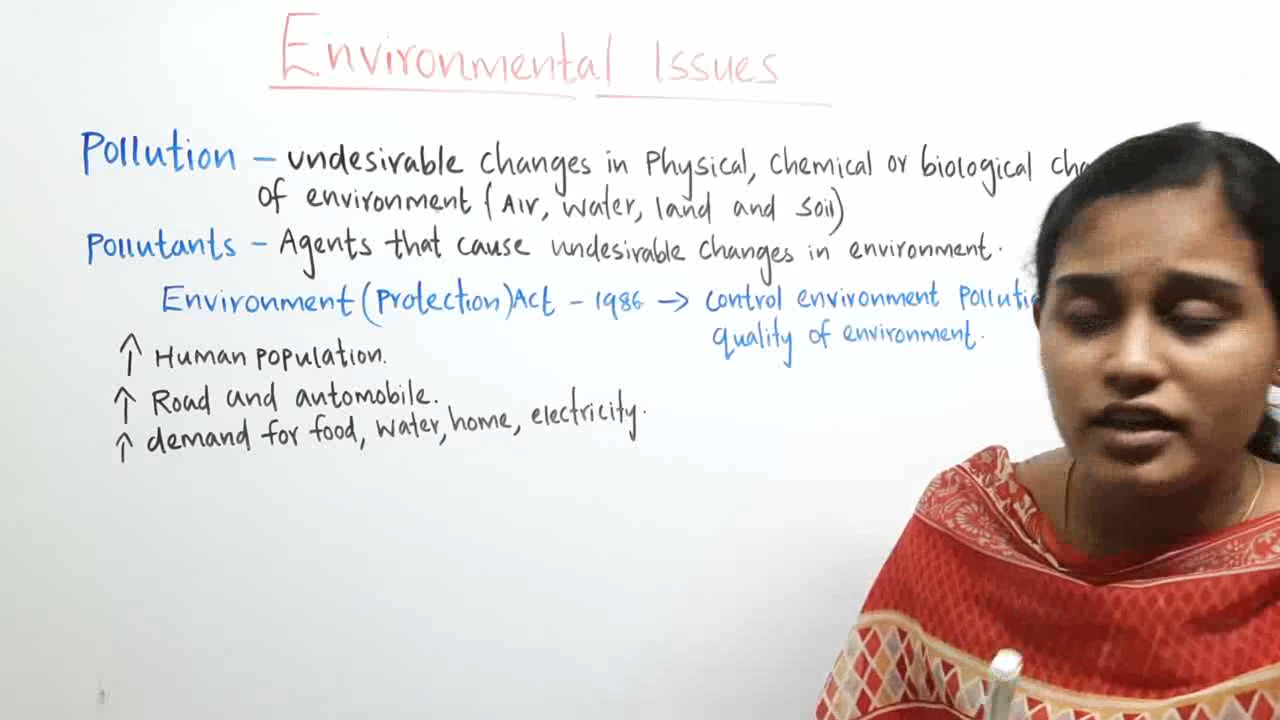 Environmental Issues
Pollution – undesirable changes in Physical, chemical or biological
of environment (Air, water, land and soil)
Pollutants – Agents that cause undesirable changes in environment.
Environment (Protection) Act – 1986 → control environment
quality of environment.
↑ Human population.
↑ Road and automobile.
↑ demand for food, water, home, electricity.